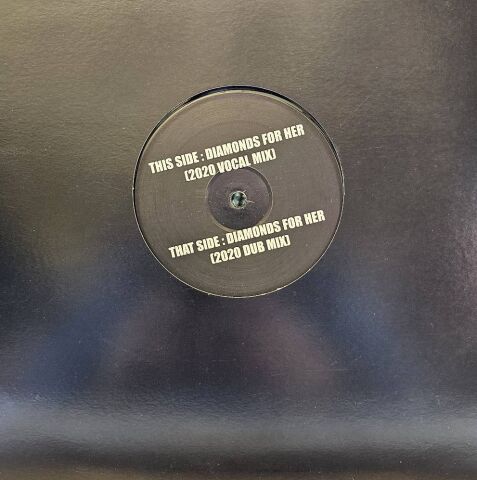 THIS SIDE : DIAMONDS FOR HER
(2020 VOCAL MIX)
THAT SIDE : DIAMONDS FOR HER
(2020 DUB MIX)